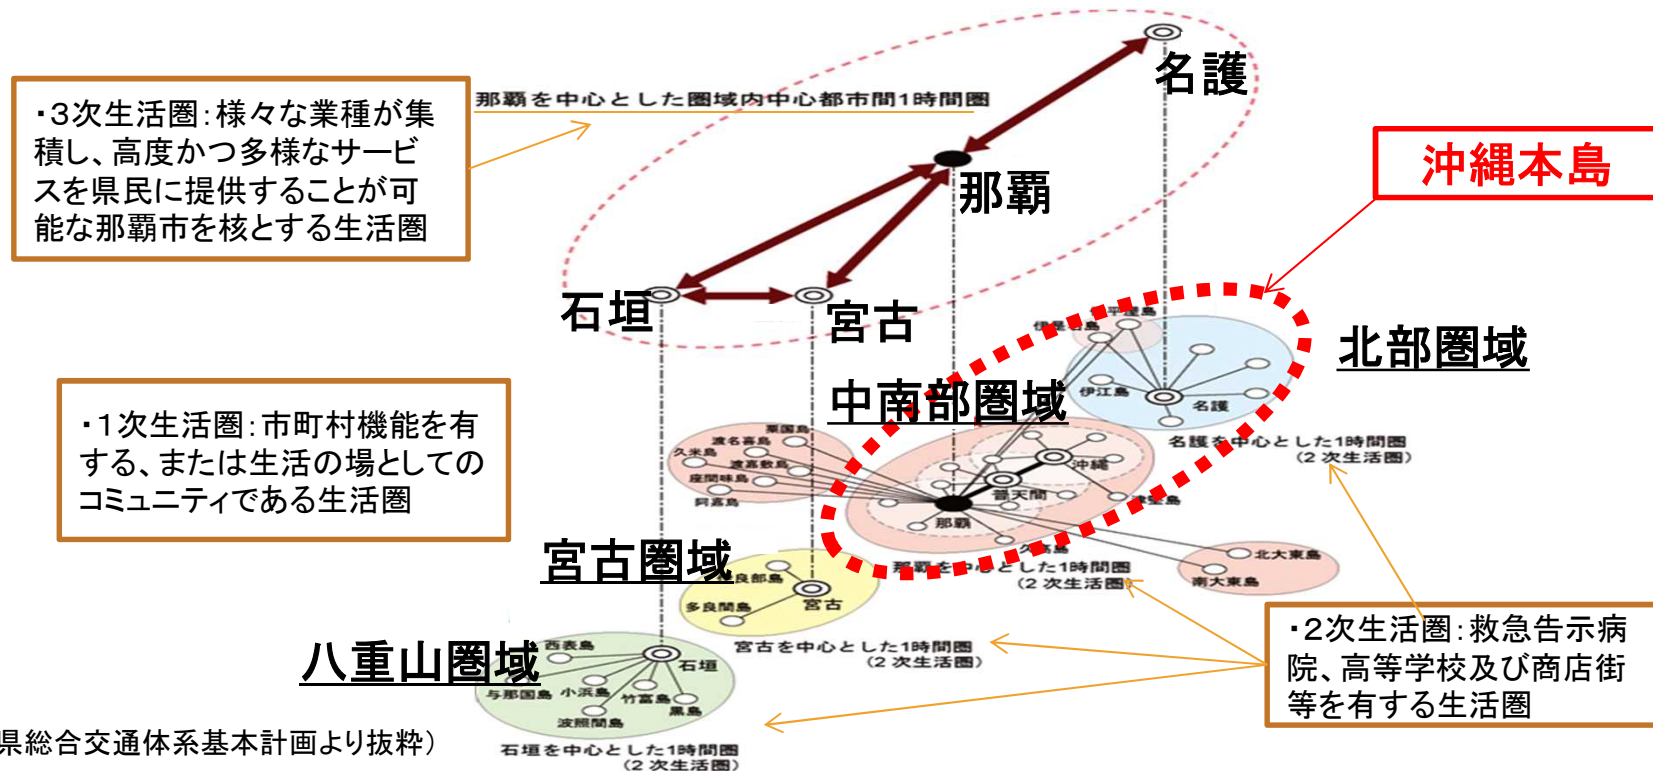 名護
・3次生活圏：様々な業種が集
積し、高度かつ多様なサービ
スを県民に提供することが可
能な那覇市を核とする生活圏
那覇を中心とした圏域内中心都市間1時間圏
那覇
沖縄本島
石垣
宮古
平屋島
伊是名島
北部圏域
伊江島
名護
名護を中心とした1時間圏
（2次生活圏）
・1次生活圏：市町村機能を有
する、または生活の場としての
コミュニティである生活圏
中南部圏域
粟国島
渡名喜島
久米島
渡嘉敷島
座間味島
阿嘉島
沖縄
普天間
津堅島
那覇
久高島
那覇を中心とした1時間圏
（2次生活圏）
北大東島
南大東島
宮古圏域
良部島
多良間島
宮古
宮古を中心とした1時間圏
（2次生活圏）
・2次生活圏：救急告示病
院、高等学校及び商店街
等を有する生活圏
八重山圏域
西表島
石垣
与那国島
小浜島
竹富島
黒島
波照間島
石垣を中心とした1時間圏
（2次生活圏）
県総合交通体系基本計画より抜粋）